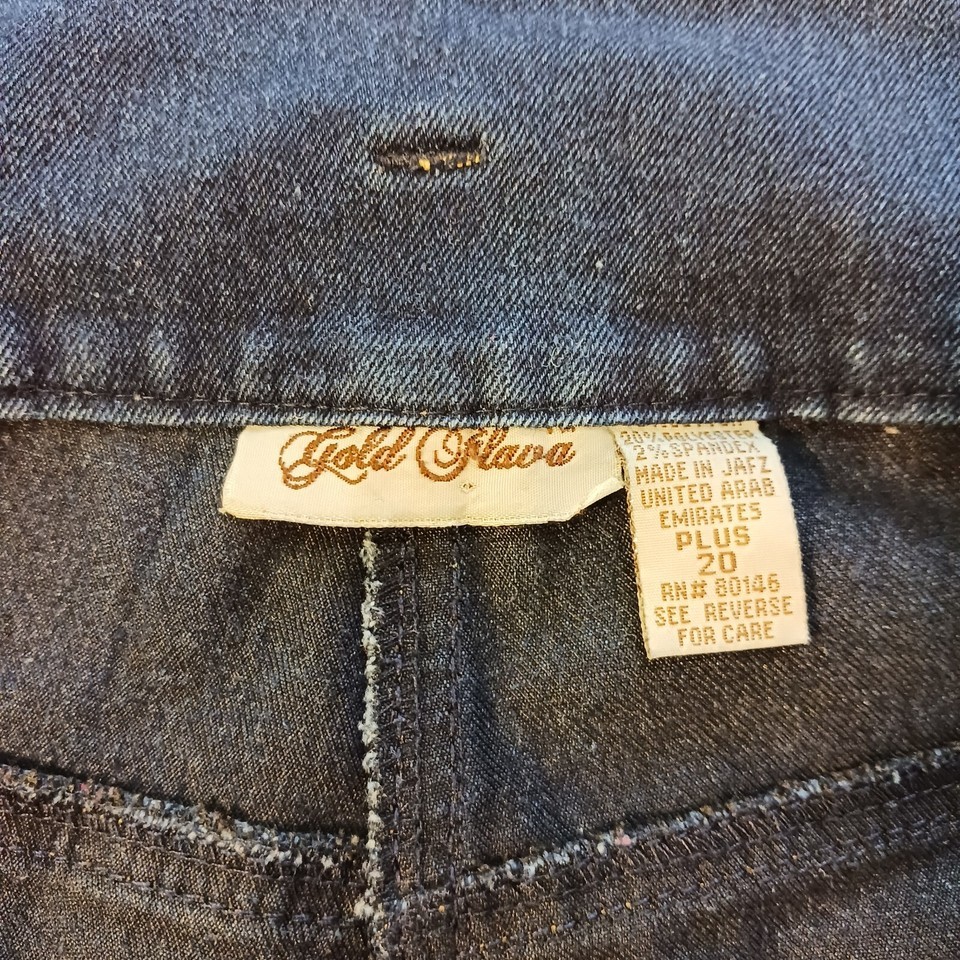 Gold Flava
20% POLYESTER
2% SPANDEX
MADE IN JAFZ
UNITED ARAB
EMIRATES
PLUS
20
RN# 80146
SEE REVERSE
FOR CARE